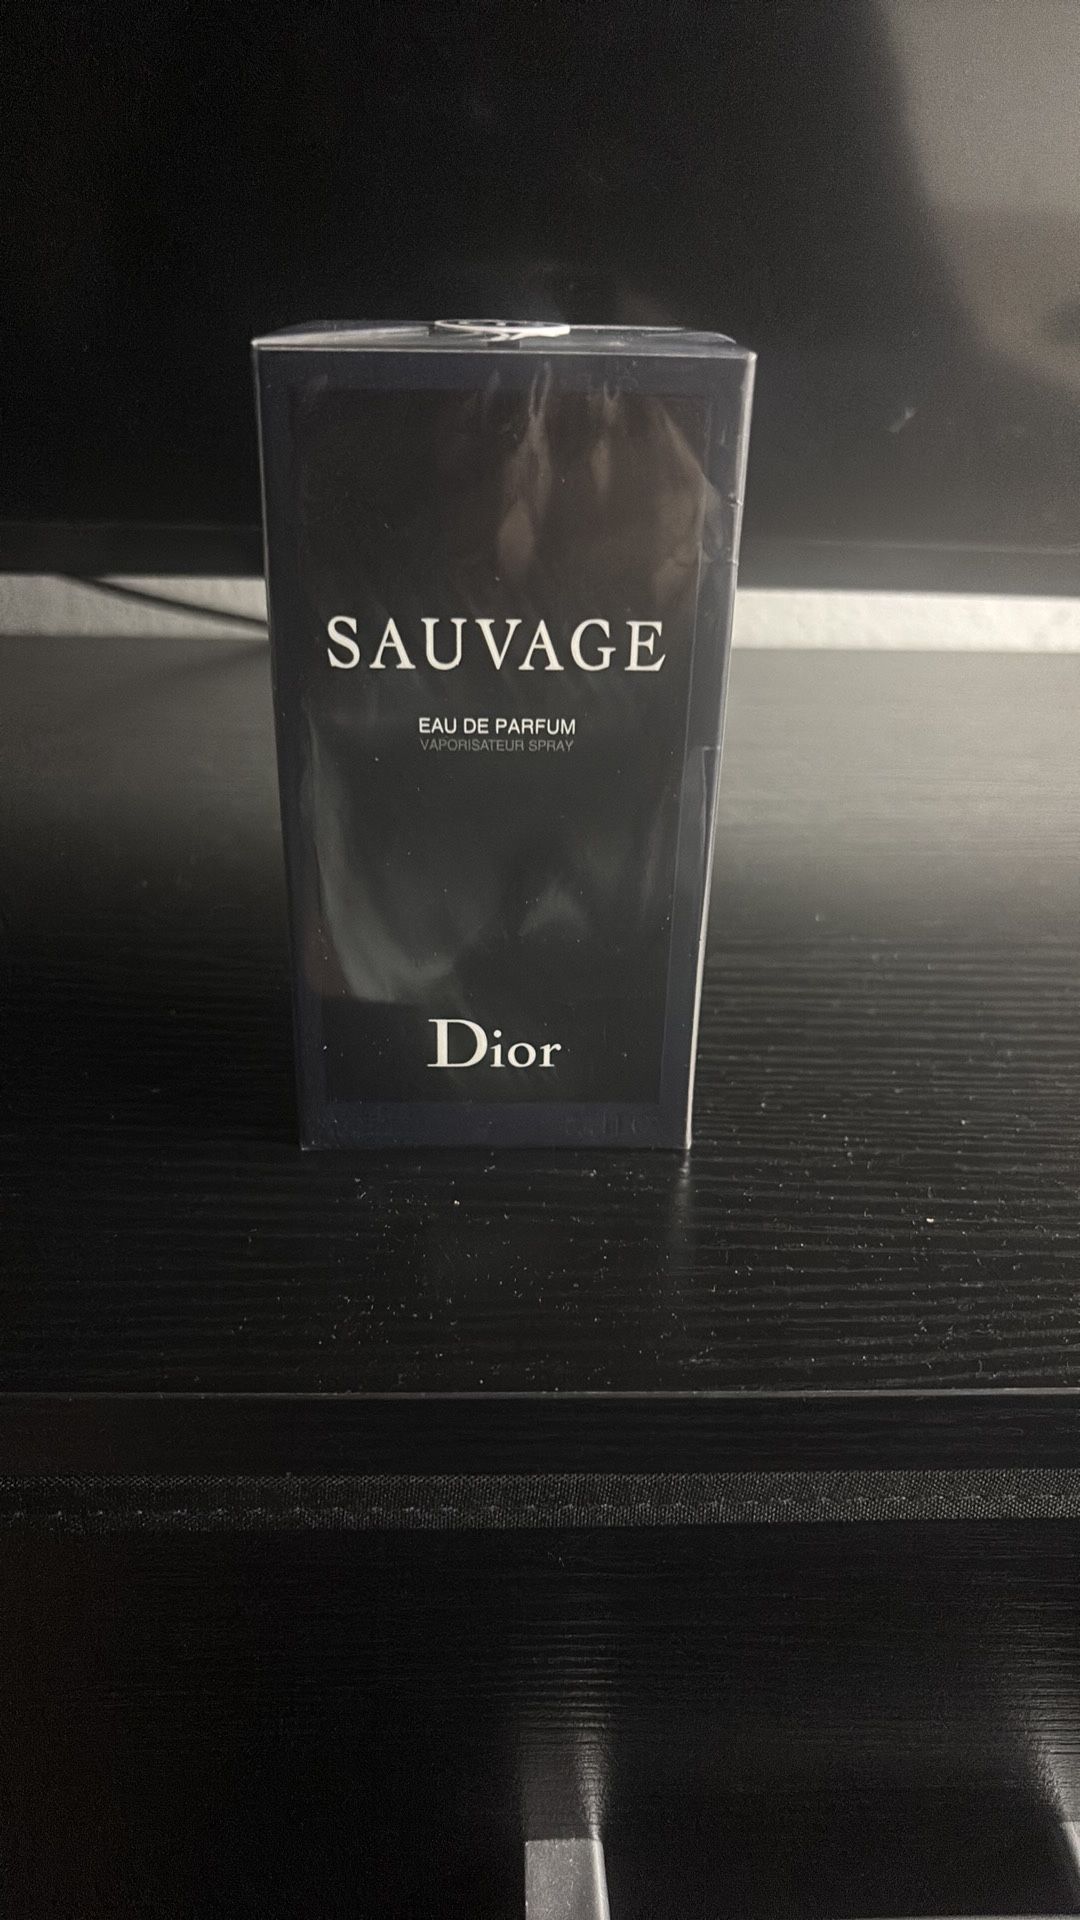 SAUVAGE
EAU DE PARFUM
VAPORISATEUR SPRAY
Dior